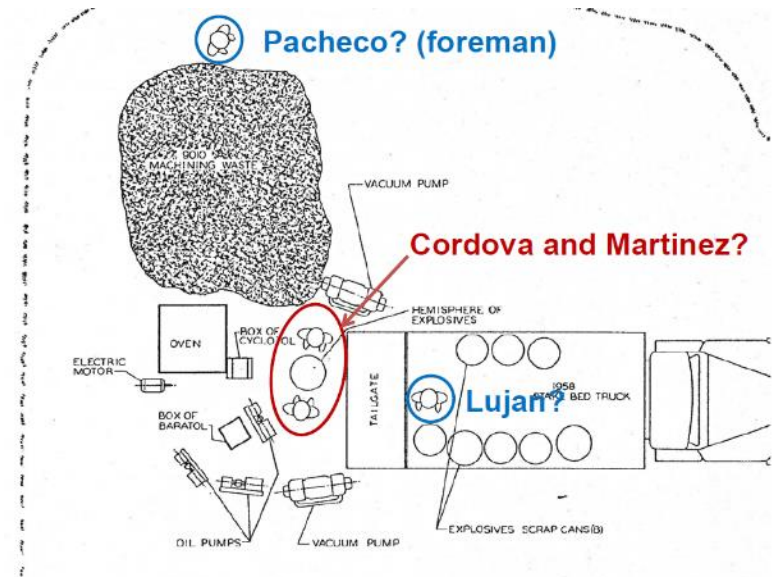 Pacheco? (foreman)
9010
MACHINING WASTE
VACUUM PUMP
Cordova and Martinez?
HEMISPHERE OF
EXPLOSIVES
OVEN
BOX OF
CYCLOTOL
ELECTRIC
MOTOR
TAILGATE
1958
STAKE BED TRUCK
Lujan?
BOX OF
BARATOL
OIL PUMPS
VACUUM PUMP
EXPLOSIVES SCRAP CANS(8)